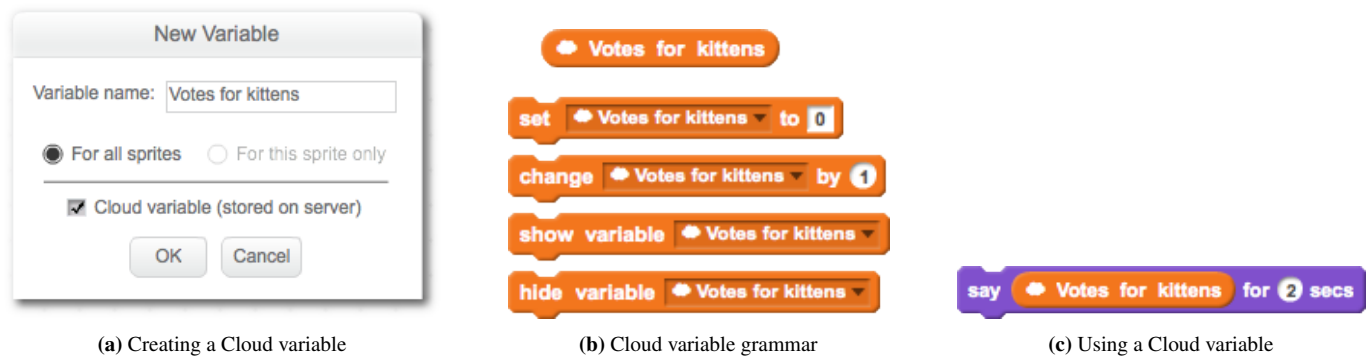 New Variable
Variable name: Votes for kittens
For all sprites For this sprite only
Cloud variable (stored on server)
OK Cancel
(a) Creating a Cloud variable
Votes for kittens
set Votes for kittens to 0
change Votes for kittens by 1
show variable Votes for kittens
hide variable Votes for kittens
(b) Cloud variable grammar
say Votes for kittens for 2 secs
(c) Using a Cloud variable